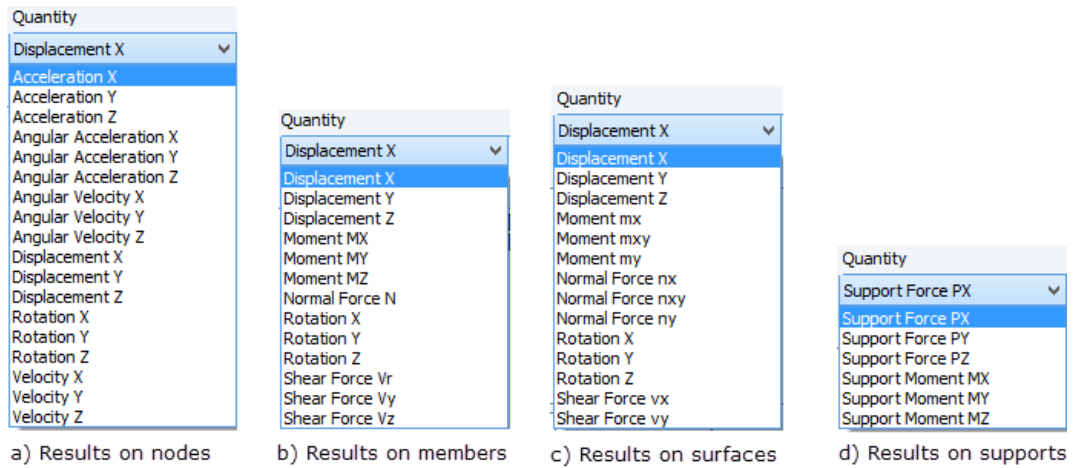 Quantity
Displacement X
Acceleration X
Acceleration Y
Acceleration Z
Angular Acceleration X
Angular Acceleration Y
Angular Acceleration Z
Angular Velocity X
Angular Velocity Y
Angular Velocity Z
Displacement X
Displacement Y
Displacement Z
Rotation X
Rotation Y
Rotation Z
Velocity X
Velocity Y
Velocity Z
a) Results on nodes
Quantity
Displacement X
Displacement X
Displacement Y
Displacement Z
Moment MX
Moment MY
Moment MZ
Normal Force N
Rotation X
Rotation Y
Rotation Z
Shear Force Vr
Shear Force Vy
Shear Force Vz
b) Results on members
Quantity
Displacement X
Displacement X
Displacement Y
Displacement Z
Moment mx
Moment mxy
Moment my
Normal Force nx
Normal Force nxy
Normal Force ny
Rotation X
Rotation Y
Rotation Z
Shear Force vx
Shear Force vy
c) Results on surfaces
Quantity
Support Force PX
Support Force PX
Support Force PY
Support Force PZ
Support Moment MX
Support Moment MY
Support Moment MZ
d) Results on supports